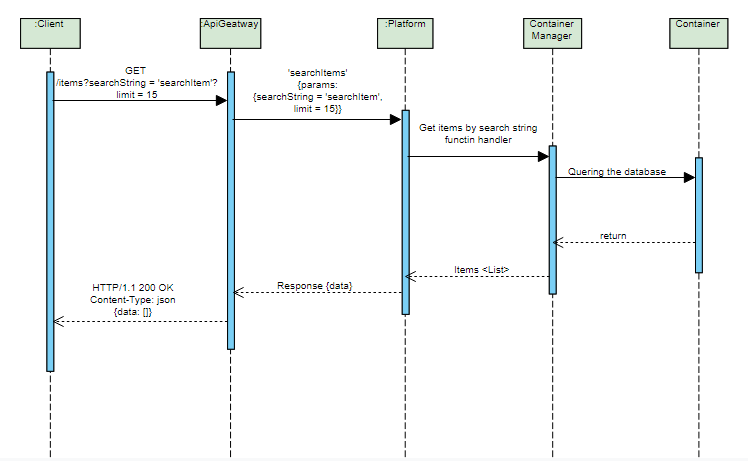 :Client
:ApiGeatway
:Platform
Container
Manager
Container
GET
/items?searchString = 'searchItem'?
limit = 15
'searchItems'
{params:
{searchString = 'searchItem',
limit = 15}}
Get items by search string
functin handler
Quering the database
return
Items <List>
Response {data}
HTTP/1.1 200 OK
Content-Type: json
{data: []}